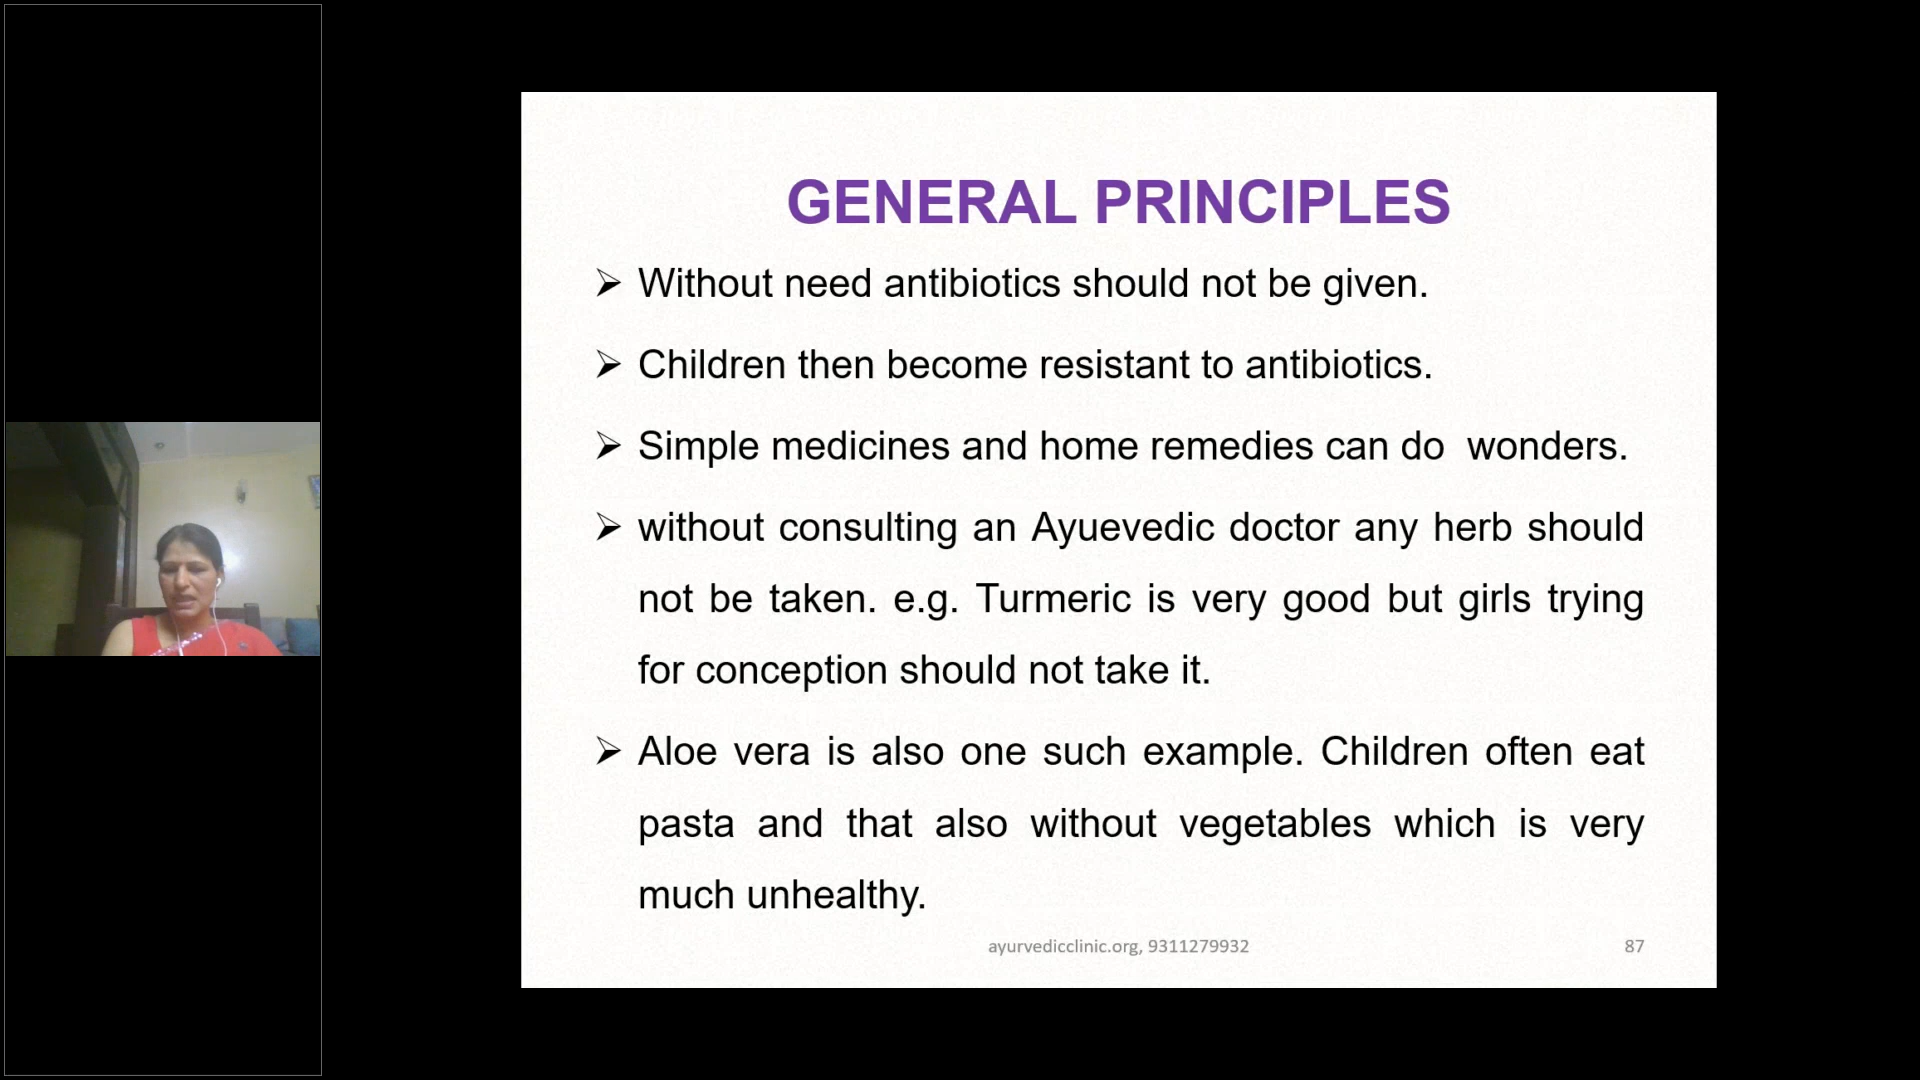 GENERAL PRINCIPLES
➢ Without need antibiotics should not be given.
➢ Children then become resistant to antibiotics.
➢ Simple medicines and home remedies can do  wonders.
➢ without consulting an Ayuevedic doctor any herb should
not be taken. e.g. Turmeric is very good but girls trying
for conception should not take it.
➢ Aloe vera is also one such example. Children often eat
pasta and that also without vegetables which is very
much unhealthy.
ayurvedicclinic.org, 9311279932
87